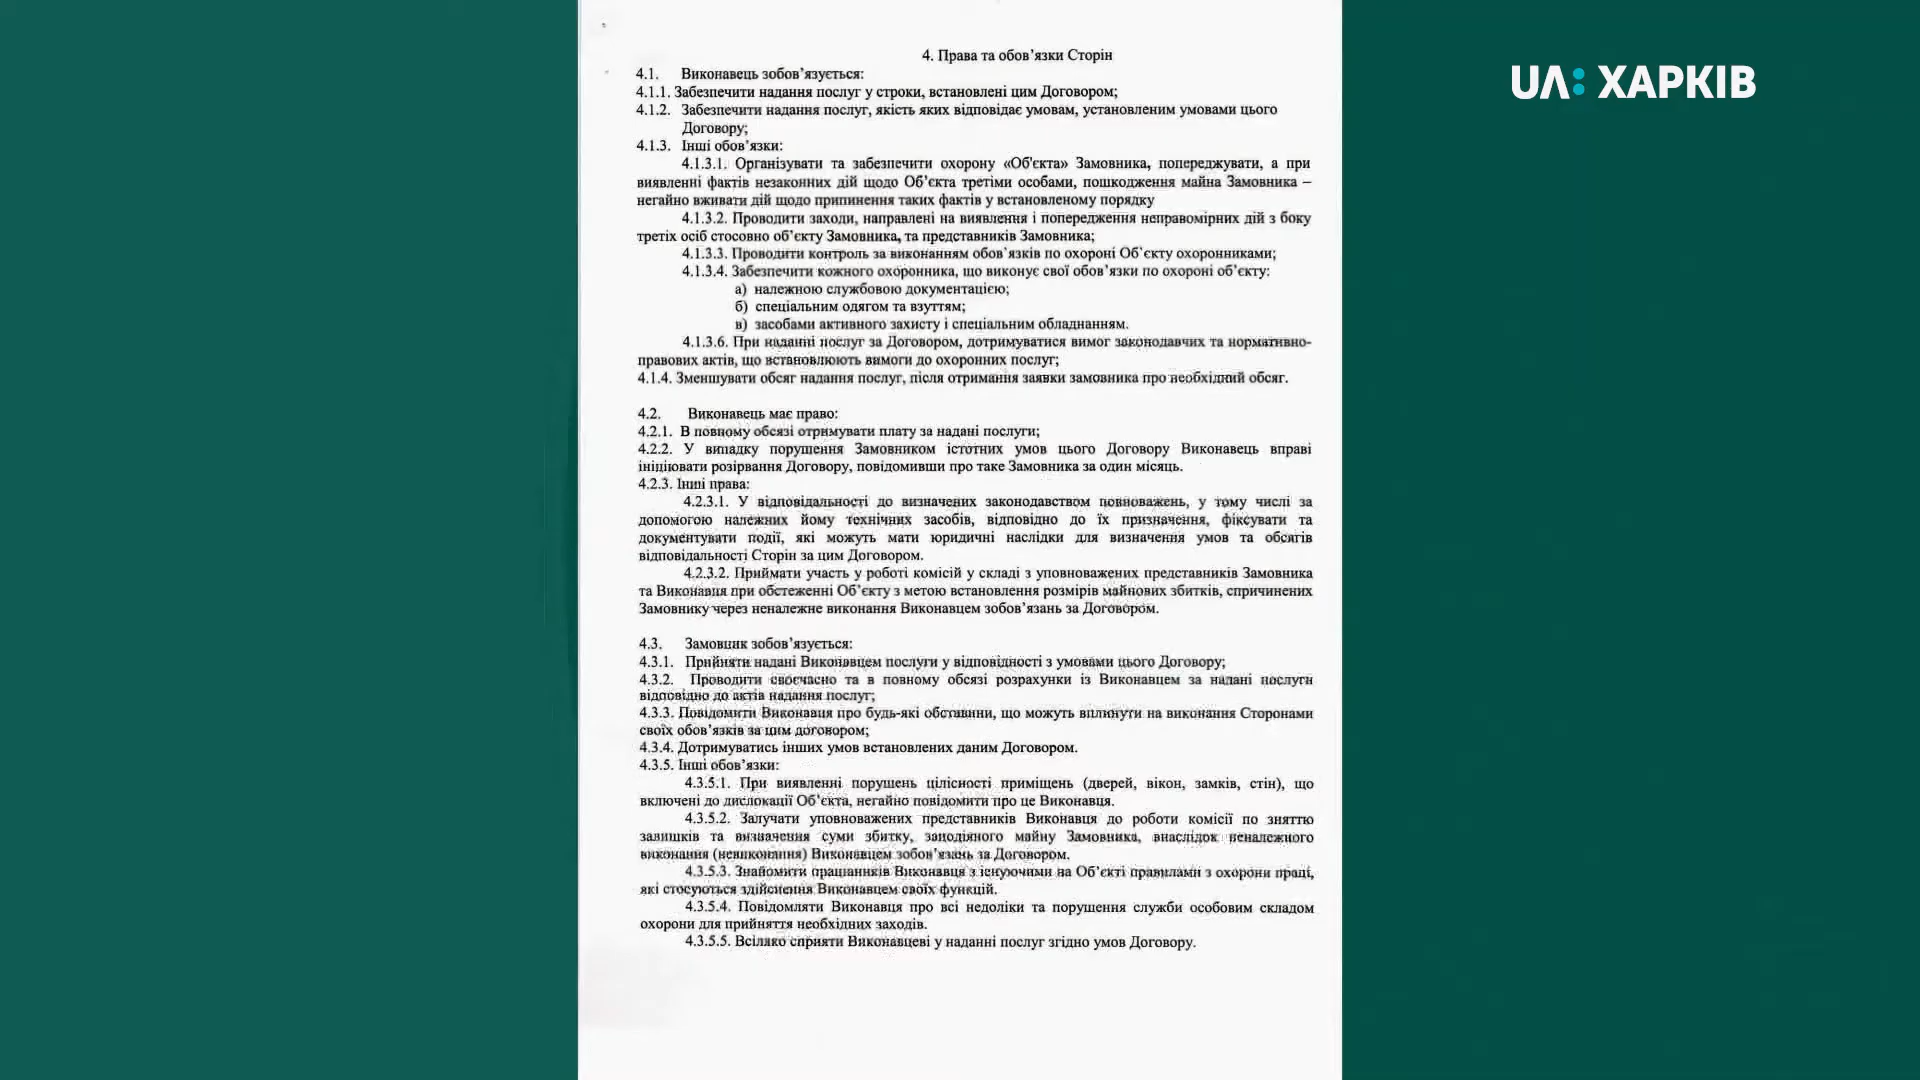 UA: ХАРКІВ
4. Права та обов’язки Сторін
4.1. Виконавець зобов’язується:
4.1.1. Забезпечити надання послуг у строки, встановлені цим Договором;
4.1.2. Забезпечити надання послуг, якість яких відповідає умовам, установленим умовами цього
Договору;
4.1.3. Інші обов’язки:
4.1.3.1. Організувати та забезпечити охорону «Об'єкта» Замовника, попереджувати, а при
виявленні фактів незаконних дій щодо Об’єкта третіми особами, пошкодження майна Замовника –
негайно вживати дій щодо припинення таких фактів у встановленому порядку
4.1.3.2. Проводити заходи, направлені на виявлення і попередження неправомірних дій з боку
третіх осіб стосовно об’єкту Замовника, та представників Замовника;
4.1.3.3. Проводити контроль за виконанням обов’язків по охороні Об’єкту охоронниками;
4.1.3.4. Забезпечити кожного охоронника, що виконує свої обов’язки по охороні об’єкту:
а) належною службовою документацією;
б) спеціальним одягом та взуттям;
в) засобами активного захисту і спеціальним обладнанням.
4.1.3.6. При наданні послуг за Договором, дотримуватися вимог законодавчих та нормативно-
правових актів, що встановлюють вимоги до охоронних послуг;
4.1.4. Зменшувати обсяг надання послуг, після отримання заявки замовника про необхідний обсяг.
4.2. Виконавець має право:
4.2.1. В повному обсязі отримувати плату за надані послуги;
4.2.2. У випадку порушення Замовником істотних умов цього Договору Виконавець вправі
ініціювати розірвання Договору, повідомивши про таке Замовника за один місяць.
4.2.3. Інші права:
4.2.3.1. У відповідальності до визначених законодавством повноважень, у тому числі за
допомогою належних йому технічних засобів, відповідно до їх призначення, фіксувати та
документувати події, які можуть мати юридичні наслідки для визначення умов та обсягів
відповідальності Сторін за цим Договором.
4.2.3.2. Приймати участь у роботі комісій у складі з уповноважених представників Замовника
та Виконавця при обстеженні Об’єкту з метою встановлення розмірів майнових збитків, спричинених
Замовнику через неналежне виконання Виконавцем зобов’язань за Договором.
4.3. Замовник зобов’язується:
4.3.1. Прийняти надані Виконавцем послуги у відповідності з умовами цього Договору;
4.3.2. Проводити своєчасно та в повному обсязі розрахунки із Виконавцем за надані послуги
відповідно до актів надання послуг;
4.3.3. Повідомити Виконавця про будь-які обставини, що можуть вплинути на виконання Сторонами
своїх обов’язків за цим договором;
4.3.4. Дотримуватись інших умов встановлених даним Договором.
4.3.5. Інші обов’язки:
4.3.5.1. При виявленні порушень цілісності приміщень (дверей, вікон, замків, стін), що
включені до дислокації Об’єкта, негайно повідомити про це Виконавця.
4.3.5.2. Залучати уповноважених представників Виконавця до роботи комісії по зняттю
залишків та визначення суми збитку, заподіяного майну Замовника, внаслідок неналежного
виконання (невиконання) Виконавцем зобов’язань за Договором.
4.3.5.3. Знайомити працівників Виконавця з існуючими на Об’єкті правилами з охорони праці,
які стосуються здійснення Виконавцем своїх функцій.
4.3.5.4. Повідомляти Виконавця про всі недоліки та порушення служби особовим складом
охорони для прийняття необхідних заходів.
4.3.5.5. Всіляко сприяти Виконавцеві у наданні послуг згідно умов Договору.